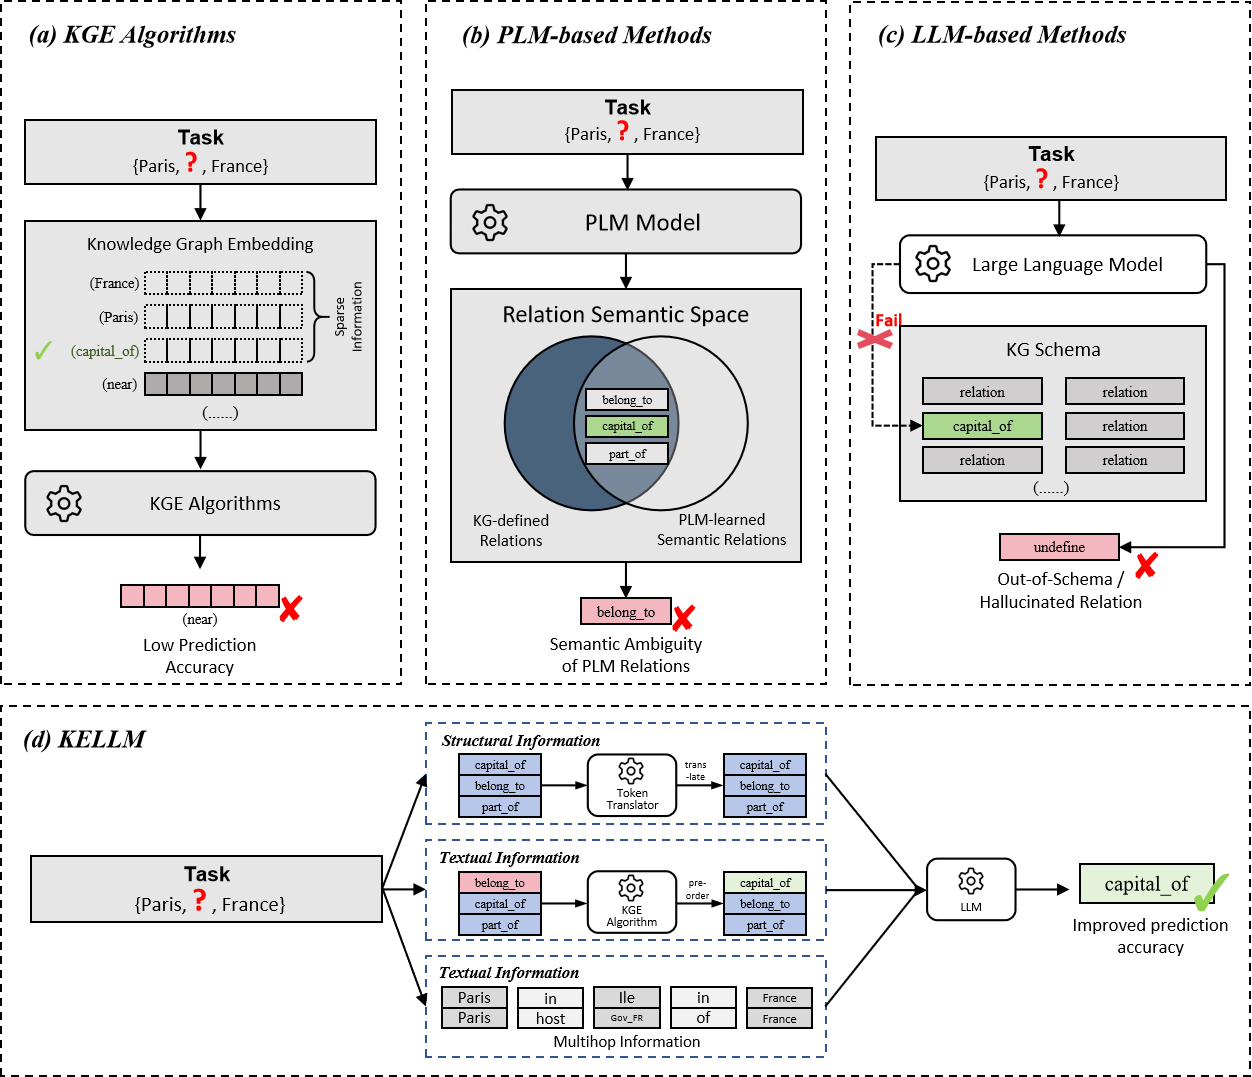 (a) KGE Algorithms
Task
{Paris, ? , France}
Knowledge Graph Embedding
(France)
(Paris)
(capital_of)
(near)
(......)
Sparse
Information
KGE Algorithms
(near)
Low Prediction
Accuracy
(b) PLM-based Methods
Task
{Paris, ? , France}
PLM Model
Relation Semantic Space
belong_to
capital_of
part_of
KG-defined
Relations
PLM-learned
Semantic Relations
belong_to
Semantic Ambiguity
of PLM Relations
(c) LLM-based Methods
Task
{Paris, ? , France}
Large Language Model
Fail
KG Schema
relation
relation
capital_of
relation
relation
relation
(......)
undefine
Out-of-Schema /
Hallucinated Relation
(d) KELLM
Task
{Paris, ? , France}
Structural Information
capital_of
belong_to
part_of
Token
Translator
trans
-late
capital_of
belong_to
part_of
Textual Information
belong_to
capital_of
part_of
KGE
Algorithm
pre-
order
capital_of
belong_to
part_of
Textual Information
Paris in Ile in France
Paris host Gov_FR of France
Multihop Information
LLM
capital_of
Improved prediction
accuracy